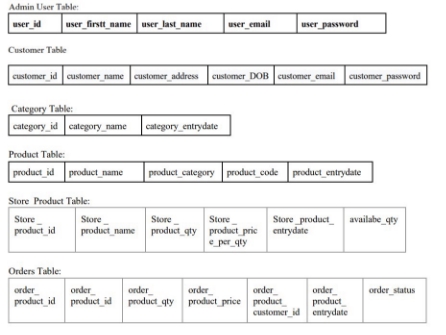 Admin User Table:
user_id user_firstt_name user_last_name user_email user_password
Customer Table
customer_id customer_name customer_address customer_DOB customer_email customer_password
Category Table:
category_id category_name category_entrydate
Product Table:
product_id product_name product_category product_code product_entrydate
Store Product Table:
Store _ Store _ Store _ Store _ Store _product_ availabe_qty
product_id product_name product_qty product_pric entrydate
e_per_qty
Orders Table:
order_ order_ order_ order_ order_ order_ order_status
product_id product_id product_qty product_price product_ product_
customer_id entrydate